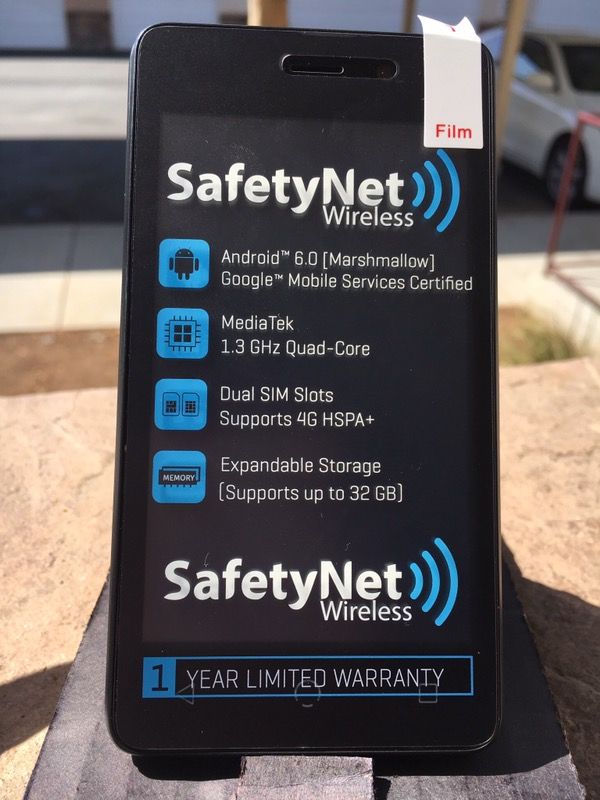 Film
SafetyNet
Wireless
Android™ 6.0 [Marshmallow]
Google™ Mobile Services Certified
MediaTek
1.3 GHz Quad-Core
Dual SIM Slots
Supports 4G HSPA+
MEMORY
Expandable Storage
(Supports up to 32 GB)
SafetyNet
Wireless
1 YEAR LIMITED WARRANTY